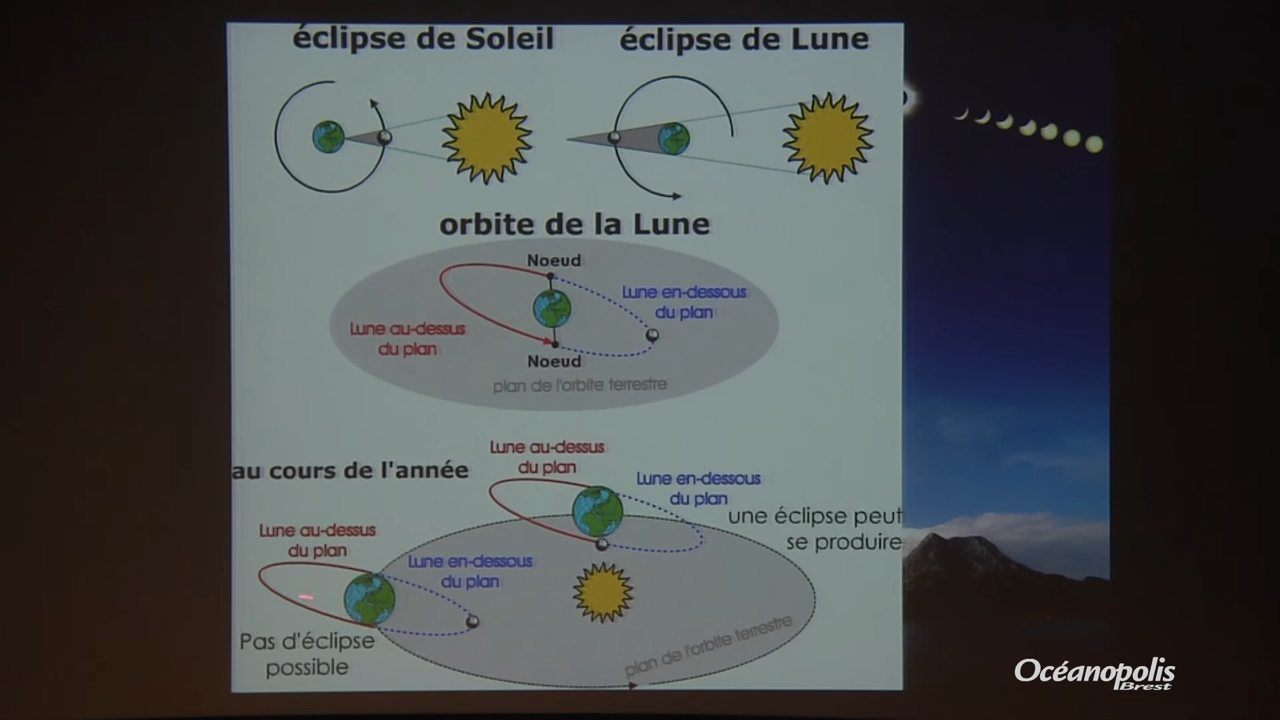 éclipse de Soleil
éclipse de Lune
orbite de la Lune
Noeud
Lune en-dessous
du plan
Lune au-dessus
du plan
Noeud
plan de l'orbite terrestre
au cours de l'année
Lune au-dessus
du plan
Lune en-dessous
du plan
une éclipse peut
se produire
Lune au-dessus
du plan
Lune en-dessous
du plan
Pas d'éclipse
possible
plan de l'orbite terrestre
Océanopolis
Brest